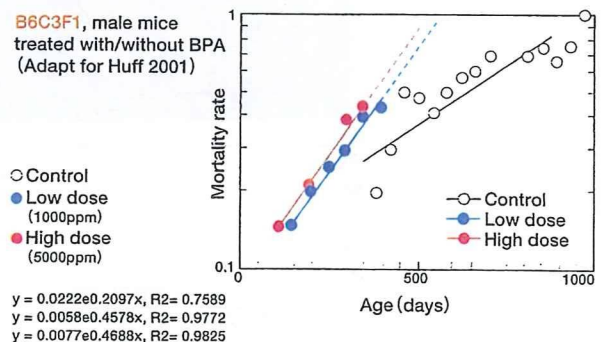 B6C3F1, male mice
treated with/without BPA
(Adapt for Huff 2001)
Control
Low dose
(1000ppm)
High dose
(5000ppm)
y = 0.0222e0.2097x, R2= 0.7589
y = 0.0058e0.4578x, R2= 0.9772
y = 0.0077e0.4688x, R2= 0.9825
Mortality rate
1
0.1
0
500
1000
Age (days)
Control
Low dose
High dose